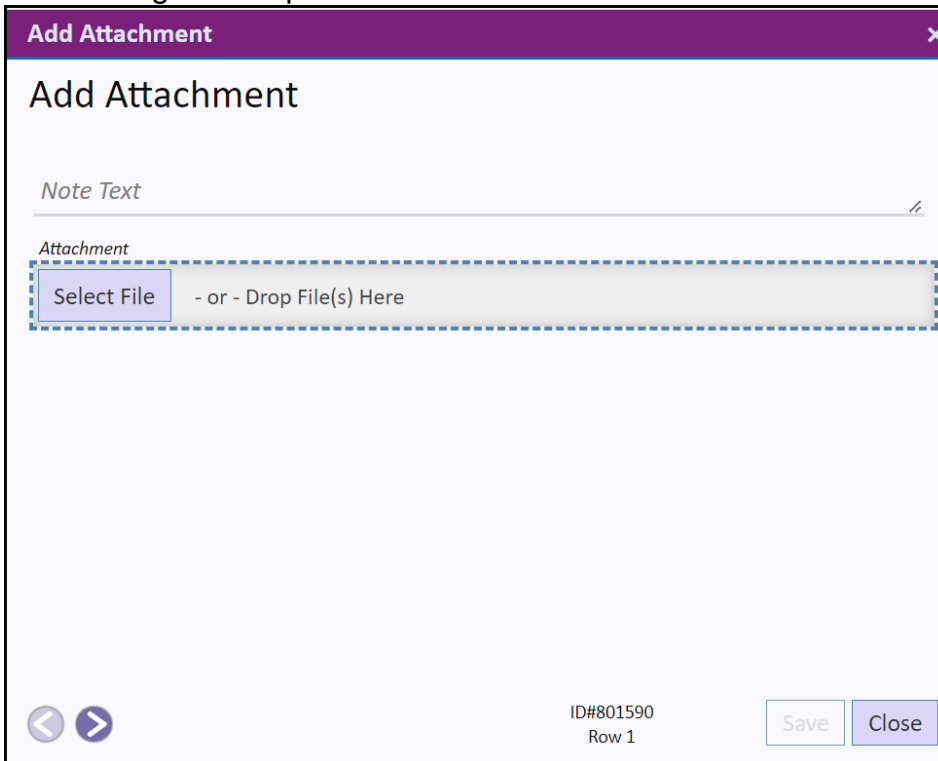 Add Attachment
Add Attachment
Note Text
Attachment
Select File - or - Drop File(s) Here
ID#801590
Row 1
Save Close